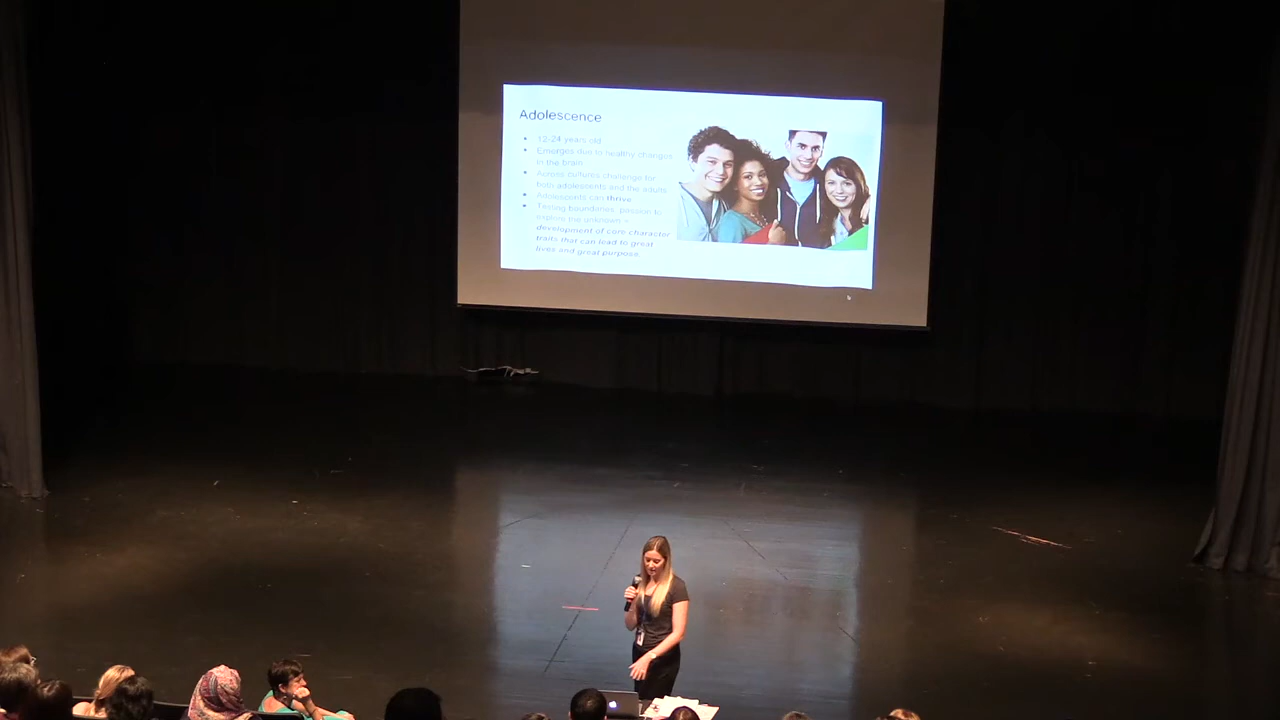 Adolescence
12-24 years old
Emerges due to healthy changes
in the brain
Across cultures challenge for
both adolescents and the adults
Adolescents can thrive
Testing boundaries, passion to
explore the unknown =
development of core character
traits that can lead to great
lives and great purpose.